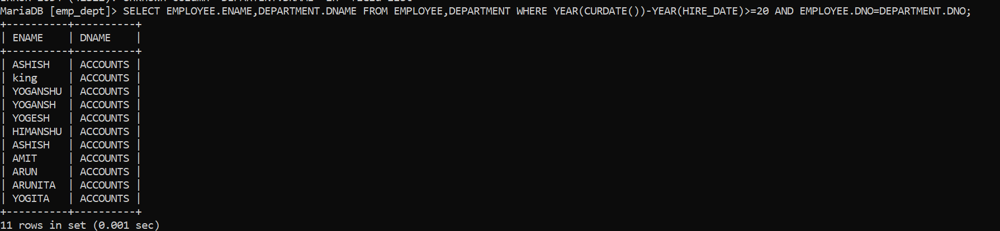 MariaDB [emp_dept]> SELECT EMPLOYEE.ENAME,DEPARTMENT.DNAME FROM EMPLOYEE,DEPARTMENT WHERE YEAR(CURDATE())-YEAR(HIRE_DATE)>=20 AND EMPLOYEE.DNO=DEPARTMENT.DNO;
+----------+----------+
| ENAME    | DNAME    |
+----------+----------+
| ASHISH   | ACCOUNTS |
| king     | ACCOUNTS |
| YOGANSHU | ACCOUNTS |
| YOGANSH  | ACCOUNTS |
| YOGESH   | ACCOUNTS |
| HIMANSHU | ACCOUNTS |
| ASHISH   | ACCOUNTS |
| AMIT     | ACCOUNTS |
| ARUN     | ACCOUNTS |
| ARUNITA  | ACCOUNTS |
| YOGITA   | ACCOUNTS |
+----------+----------+
11 rows in set (0.001 sec)